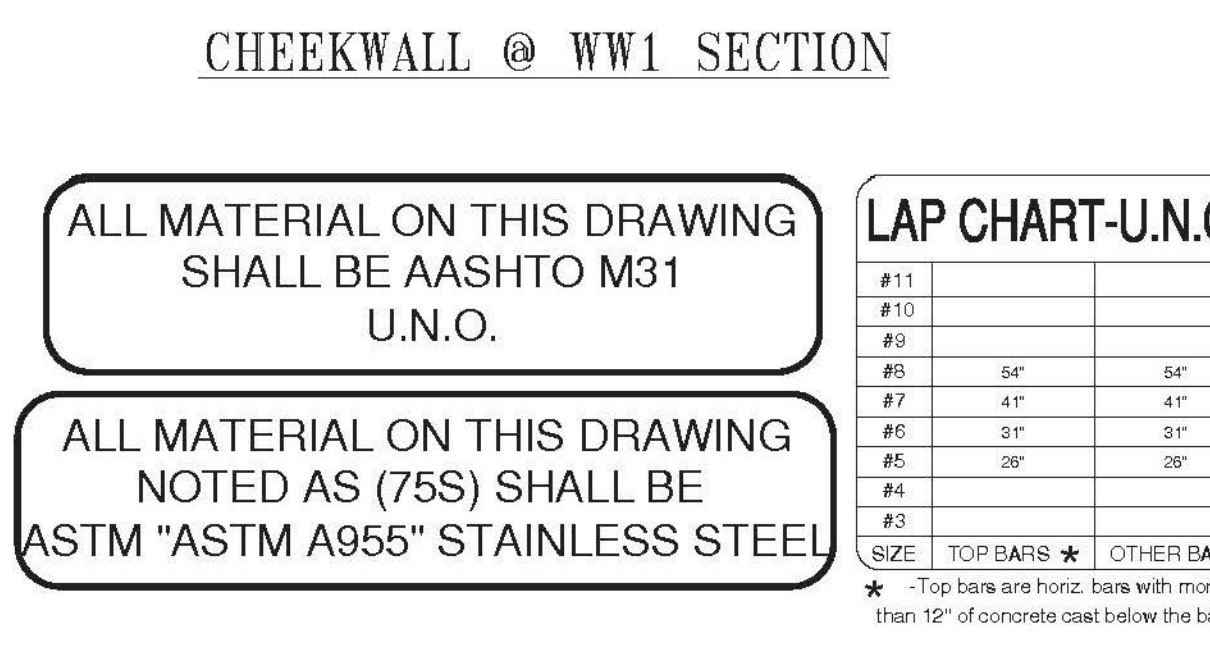 CHEEKWALL @ WW1 SECTION
ALL MATERIAL ON THIS DRAWING
SHALL BE AASHTO M31
U.N.O.
ALL MATERIAL ON THIS DRAWING
NOTED AS (75S) SHALL BE
ASTM "ASTM A955" STAINLESS STEEL
LAP CHART-U.N.
#11
#10
#9
#8 54" 54"
#7 41" 41"
#6 31" 31"
#5 26" 26"
#4
#3
SIZE TOP BARS * OTHER
* -Top bars are horiz. bars with
than 12" of concrete cast below the